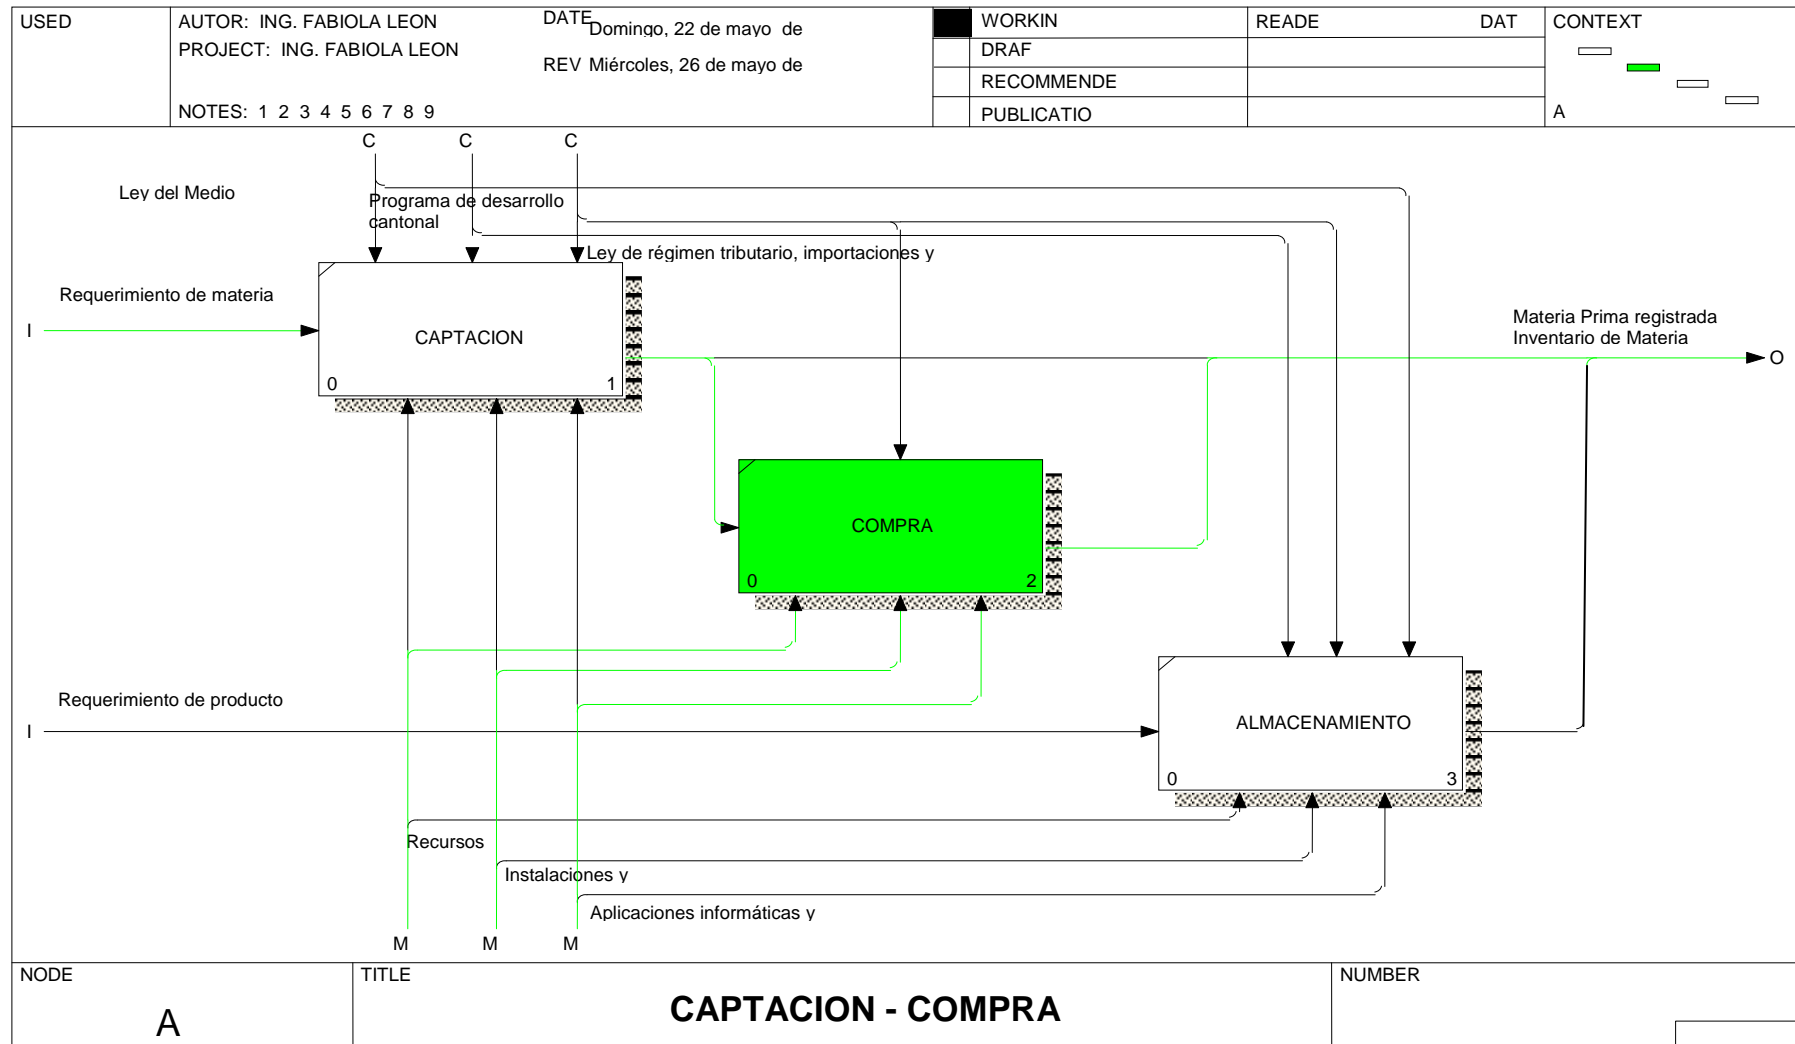 USED
AUTOR: ING. FABIOLA LEON
PROJECT: ING. FABIOLA LEON
NOTES: 1 2 3 4 5 6 7 8 9
DATE Domingo, 22 de mayo de
REV Miércoles, 26 de mayo de
WORKIN
DRAF
RECOMMENDE
PUBLICATIO
READE DAT
CONTEXT
A
C C C
Ley del Medio
Programa de desarrollo
cantonal
Ley de régimen tributario, importaciones y
Requerimiento de materia
I
CAPTACION
0 1
Materia Prima registrada
Inventario de Materia
O
COMPRA
0 2
Requerimiento de producto
I
ALMACENAMIENTO
0 3
Recursos
Instalaciones y
Aplicaciones informáticas y
M M M
NODE
A
TITLE
CAPTACION - COMPRA
NUMBER